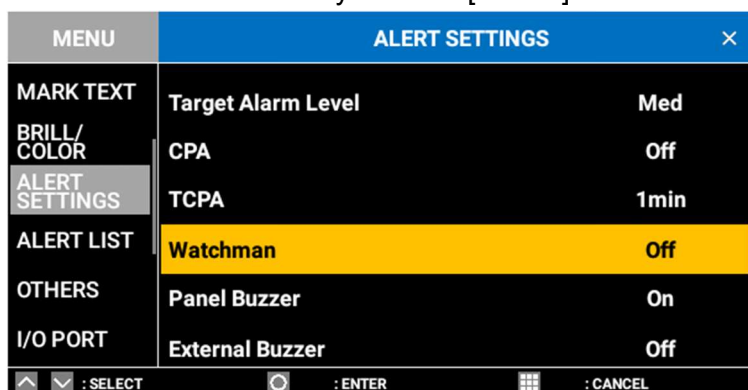 MENU
ALERT SETTINGS ×
MARK TEXT
BRILL/
COLOR
ALERT
SETTINGS
ALERT LIST
OTHERS
I/O PORT
Target Alarm Level Med
CPA Off
TCPA 1min
Watchman Off
Panel Buzzer On
External Buzzer Off
: SELECT : ENTER : CANCEL